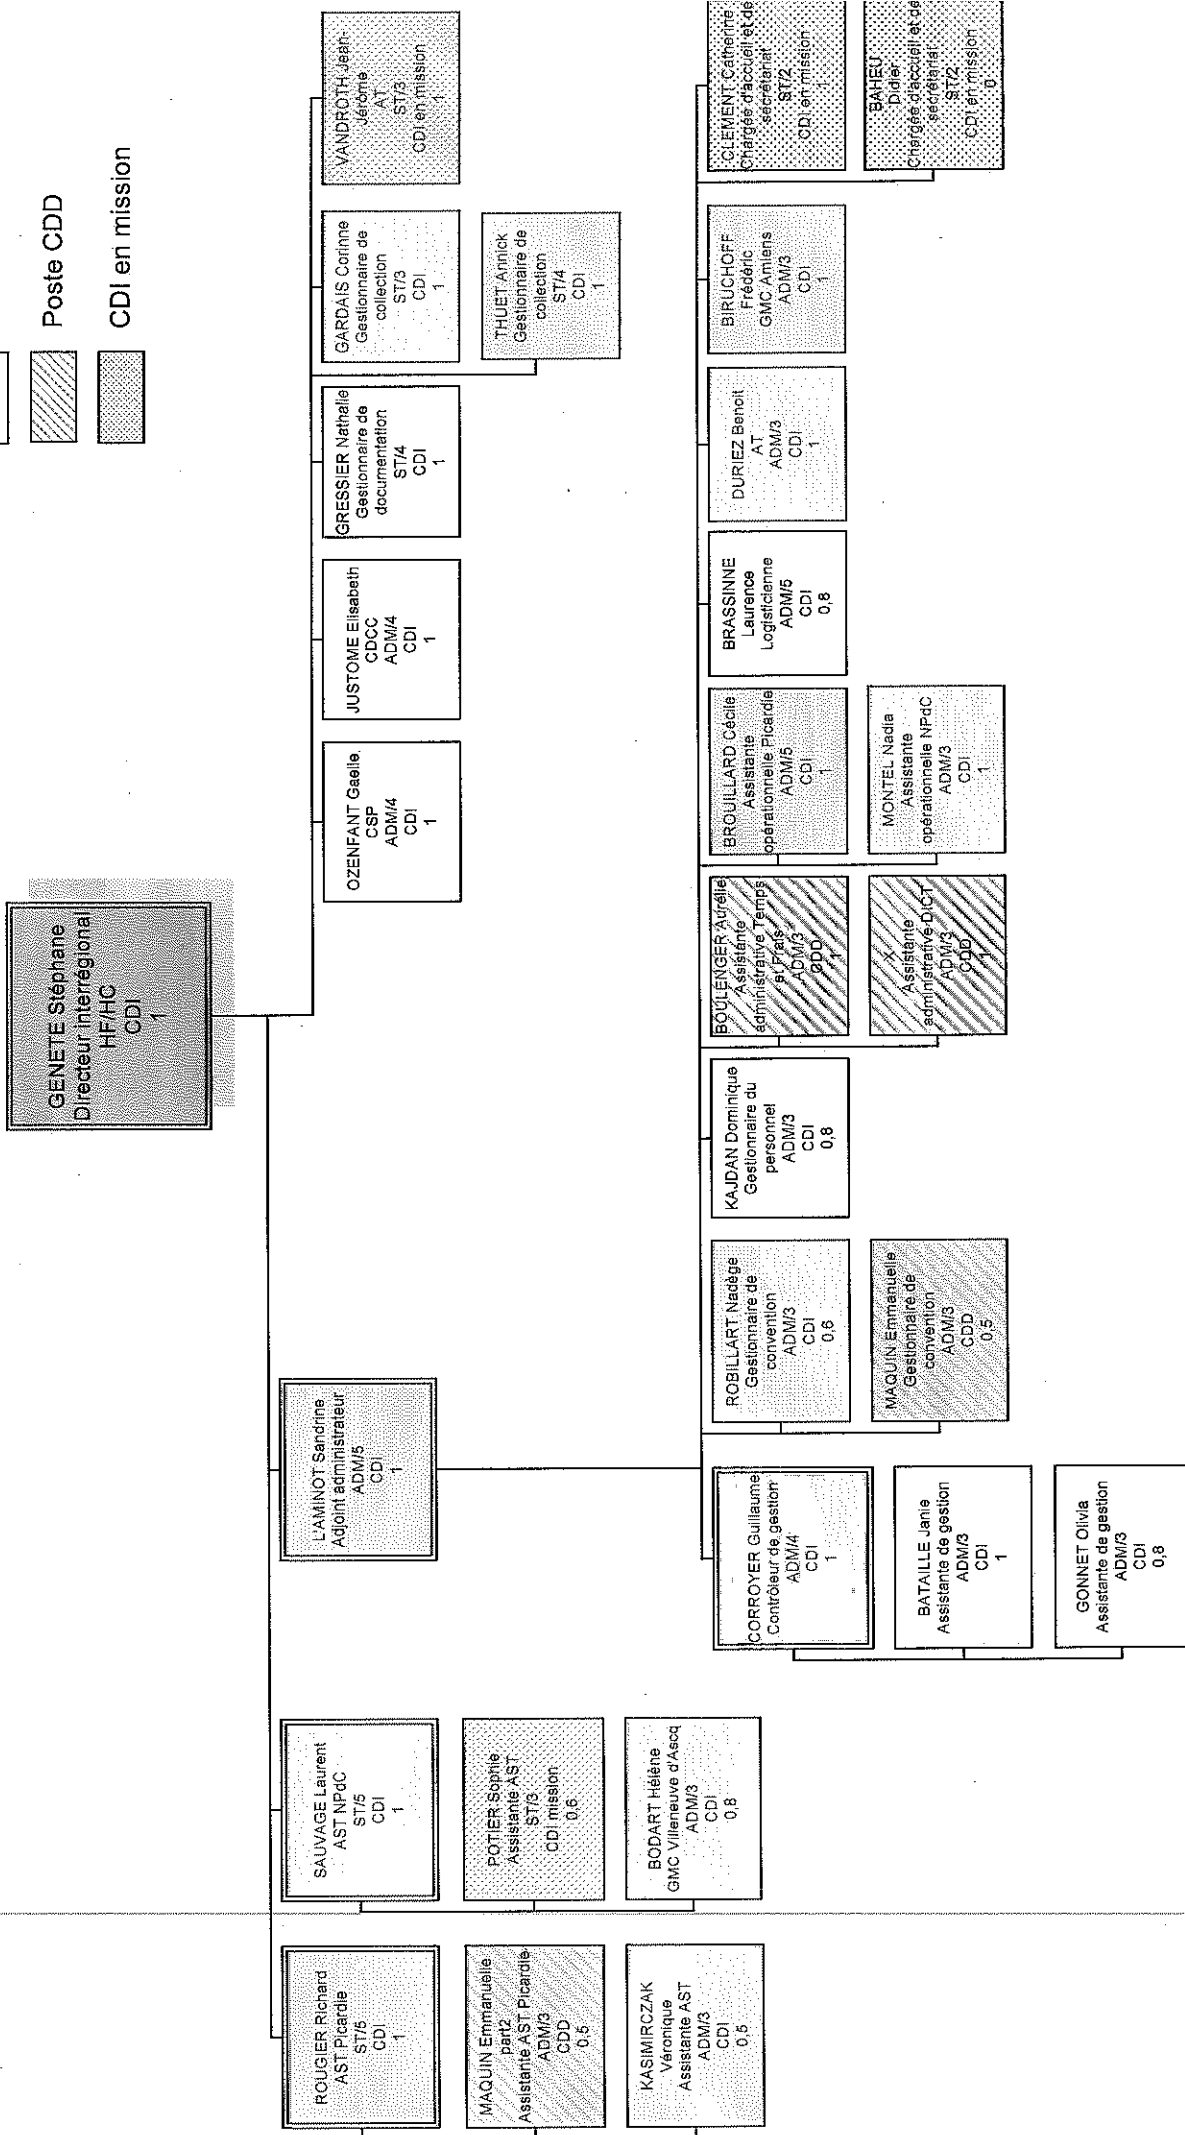 Poste CDD
CDI en mission
GENETE Stéphane
Directeur interrégional
HF/HC
CDI
1
ROUGIER Richard
AST Picardie
ST/5
CDI
1
MAQUIN Emmanuelle
part2
Assistante AST Picardie
ADM/3
CDD
0,5
KASIMIRCZAK
Véronique
Assistante AST
ADM/3
CDI
0,5
SAUVAGE Laurent
AST NPdC
ST/5
CDI
1
POTIER Sophie
Assistante AST
ST/3
CDI mission
0,6
BODART Hélène
GMC Villeneuve d'Ascq
ADM/3
CDI
0,8
LAMINOT Sandrine
Adjoint administrateur
ADM/5
CDI
1
OZENFANT Gaelle
CSP
ADM/4
CDI
1
JUSTOME Elisabeth
CDCC
ADM/4
CDI
1
GRESSIER Nathalie
Gestionnaire de
documentation
ST/4
CDI
1
GARDAIS Corinne
Gestionnaire de
collection
ST/3
CDI
1
THUET Annick
Gestionnaire de
collection
ST/4
CDI
1
VANDROTH Jean-
Jérôme
AT
ST/3
CDI en mission
1
CORROYER Guillaume
Contrôleur de gestion
ADM/4
CDI
1
BATAILLE Janie
Assistante de gestion
ADM/3
CDI
1
GONNET Olivia
Assistante de gestion
ADM/3
CDI
0,8
ROBILLART Nadège
Gestionnaire de
convention
ADM/3
CDI
0,6
MAQUIN Emmanuelle
Gestionnaire de
convention
ADM/3
CDD
0,5
KAJDAN Dominique
Gestionnaire du
personnel
ADM/3
CDI
0,8
BOULENGER Aurélie
Assistante
administrative Temps
et Frais
ADM/3
CDD
1
X
Assistante
administrative DICT
ADM/3
CDD
1
BROUILLARD Cécile
Assistante
opérationnelle Picardie
ADM/5
CDI
1
MONTEL Nadia
Assistante
opérationnelle NPdC
ADM/3
CDI
1
BRASSINNE
Laurence
Logisticienne
ADM/5
CDI
0,8
DURIEZ Benoit
AT
ADM/3
CDI
1
BIRUCHOFF
Frédéric
GMC Amiens
ADM/3
CDI
1
CLEMENT Catherine
Chargée d'accueil et de
secrétariat
ST/2
CDI en mission
1
BAHEU
Didier
Chargée d'accueil et de
secrétariat
ST/2
CDI en mission
0